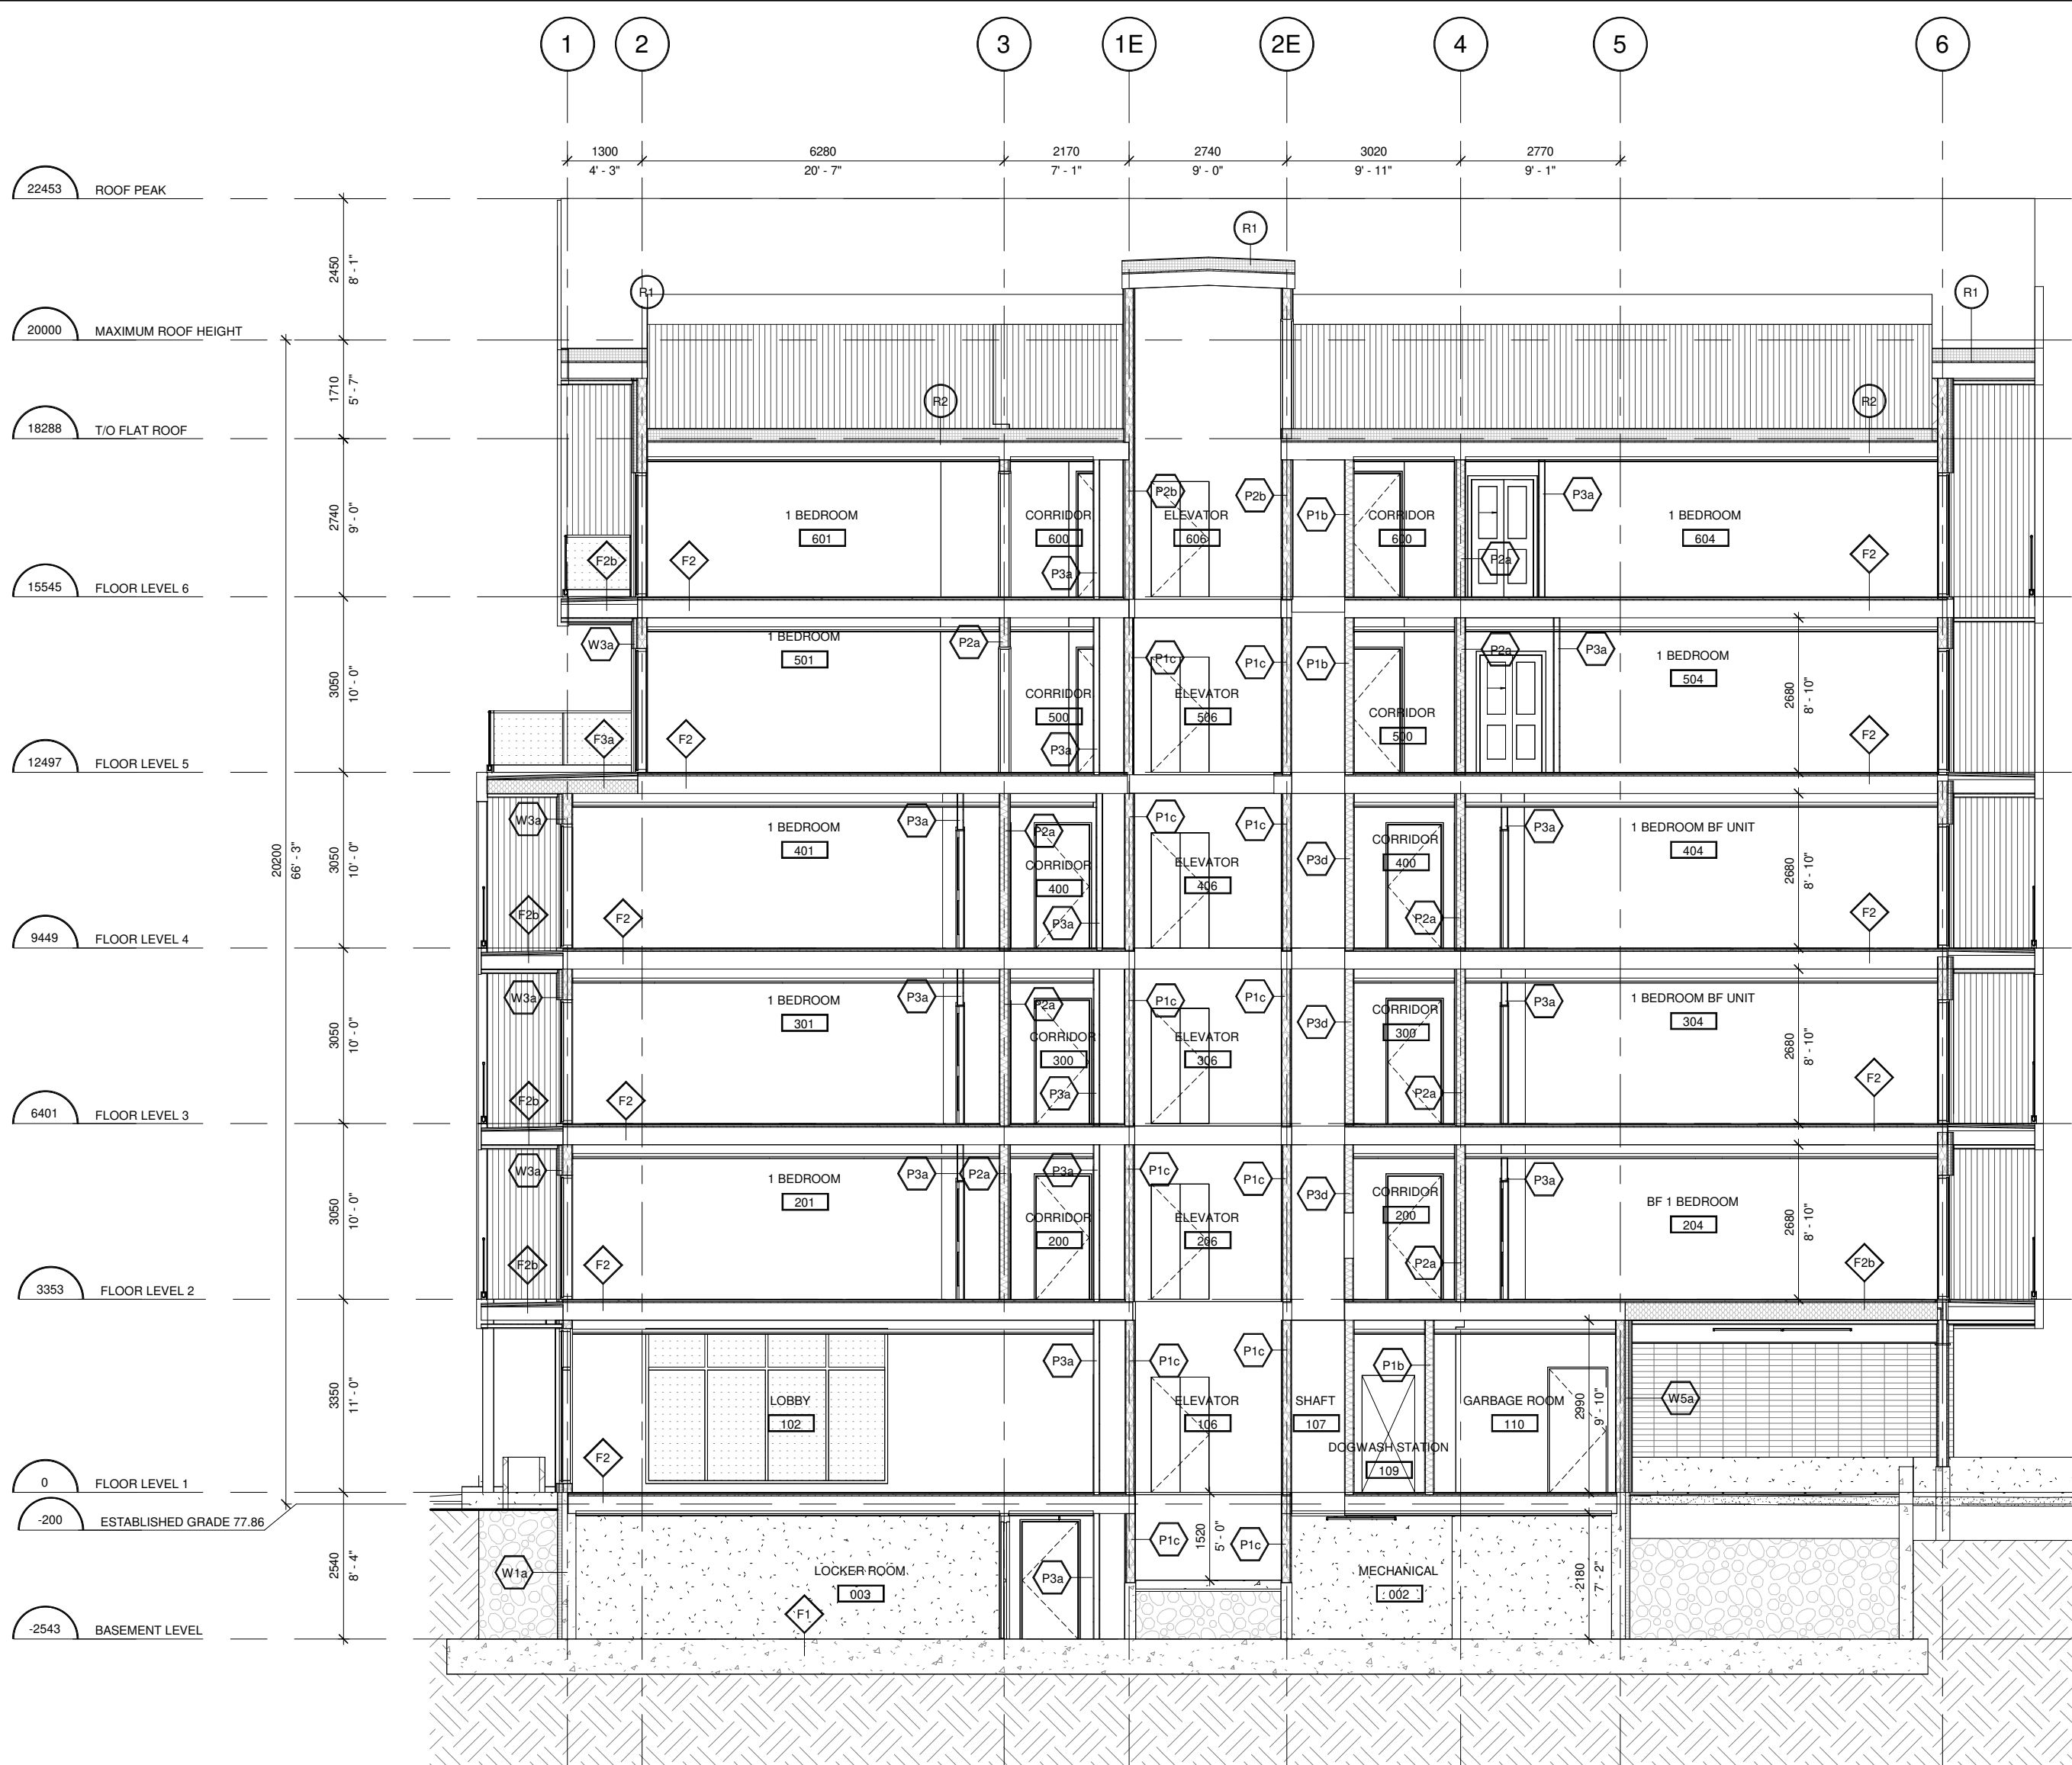 1 2 3 1E 2E 4 5 6
1300 6280 2170 2740 3020 2770
4' - 3" 20' - 7" 7' - 1" 9' - 0" 9' - 11" 9' - 1"
22453 ROOF PEAK
R1
2450
8' - 1"
R1 R1
20000 MAXIMUM ROOF HEIGHT
1710
5' - 7"
R2 R2
18288 T/O FLAT ROOF
2740
9' - 0"
P2b P2b P1b P3a
1 BEDROOM CORRIDOR ELEVATOR CORRIDOR 1 BEDROOM
601 600 606 600 604
F2b F2 P3a P2a F2
15545 FLOOR LEVEL 6
3050
10' - 0"
W3a 1 BEDROOM P2a P1c P1c P1b P2a P3a 1 BEDROOM
501 504
2680
8' - 10"
CORRIDOR ELEVATOR CORRIDOR
500 506 500
F3a F2 P3a F2
12497 FLOOR LEVEL 5
3050
10' - 0"
20200
66' - 3"
W3a 1 BEDROOM P3a P2a P1c P1c P3a 1 BEDROOM BF UNIT
401 404
CORRIDOR ELEVATOR P3d CORRIDOR
400 406 400
2680
8' - 10"
F2b F2 P3a P2a F2
9449 FLOOR LEVEL 4
3050
10' - 0"
W3a 1 BEDROOM P3a P2a P1c P1c P3a 1 BEDROOM BF UNIT
301 304
CORRIDOR ELEVATOR P3d CORRIDOR
300 306 300
2680
8' - 10"
F2b F2 P3a P2a F2
6401 FLOOR LEVEL 3
3050
10' - 0"
W3a 1 BEDROOM P3a P2a P3a P1c P1c P3d P3a
201
CORRIDOR ELEVATOR CORRIDOR BF 1 BEDROOM
200 206 200 204
2680
8' - 10"
F2b F2 P2a F2b
3353 FLOOR LEVEL 2
3350
11' - 0"
P3a P1c P1c P1b W5a
LOBBY ELEVATOR SHAFT GARBAGE ROOM
102 106 107 110
2990
9' - 10"
DOGWASH STATION
109
F2
0 FLOOR LEVEL 1
-200 ESTABLISHED GRADE 77.86
2540
8' - 4"
P1c P1c
1520
5' - 0"
W1a LOCKER ROOM P3a MECHANICAL
003 002
2180
7' - 2"
F1
-2543 BASEMENT LEVEL